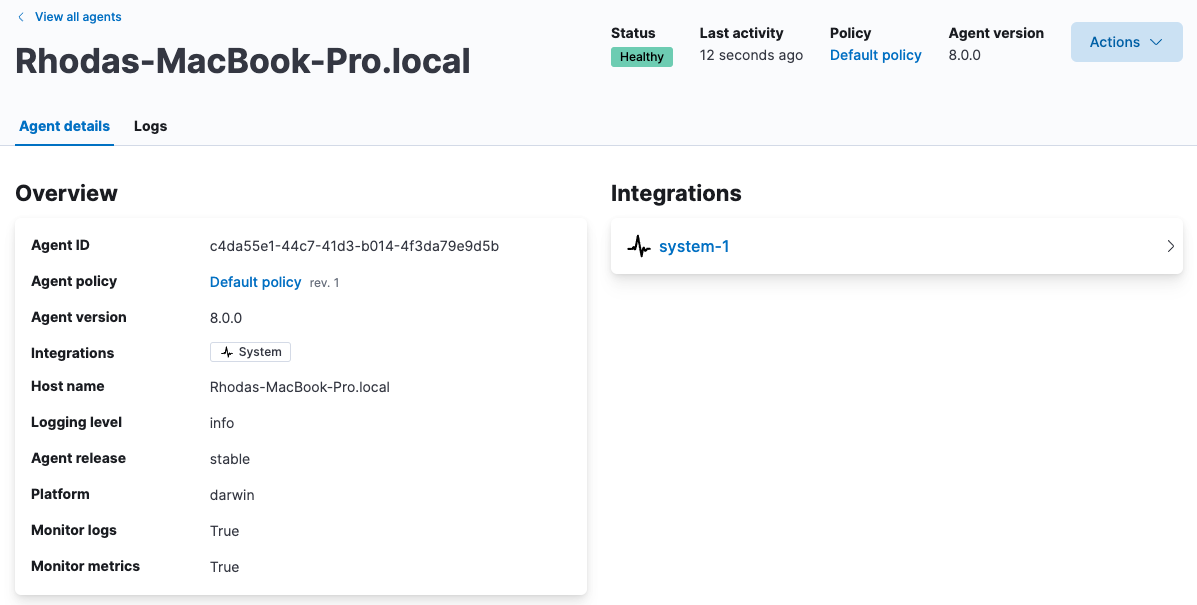 View all agents
Rhodas-MacBook-Pro.local
Status
Healthy
Last activity
12 seconds ago
Policy
Default policy
Agent version
8.0.0
Actions
Agent details
Logs
Overview
Agent ID c4da55e1-44c7-41d3-b014-4f3da79e9d5b
Agent policy Default policy rev. 1
Agent version 8.0.0
Integrations System
Host name Rhodas-MacBook-Pro.local
Logging level info
Agent release stable
Platform darwin
Monitor logs True
Monitor metrics True
Integrations
system-1